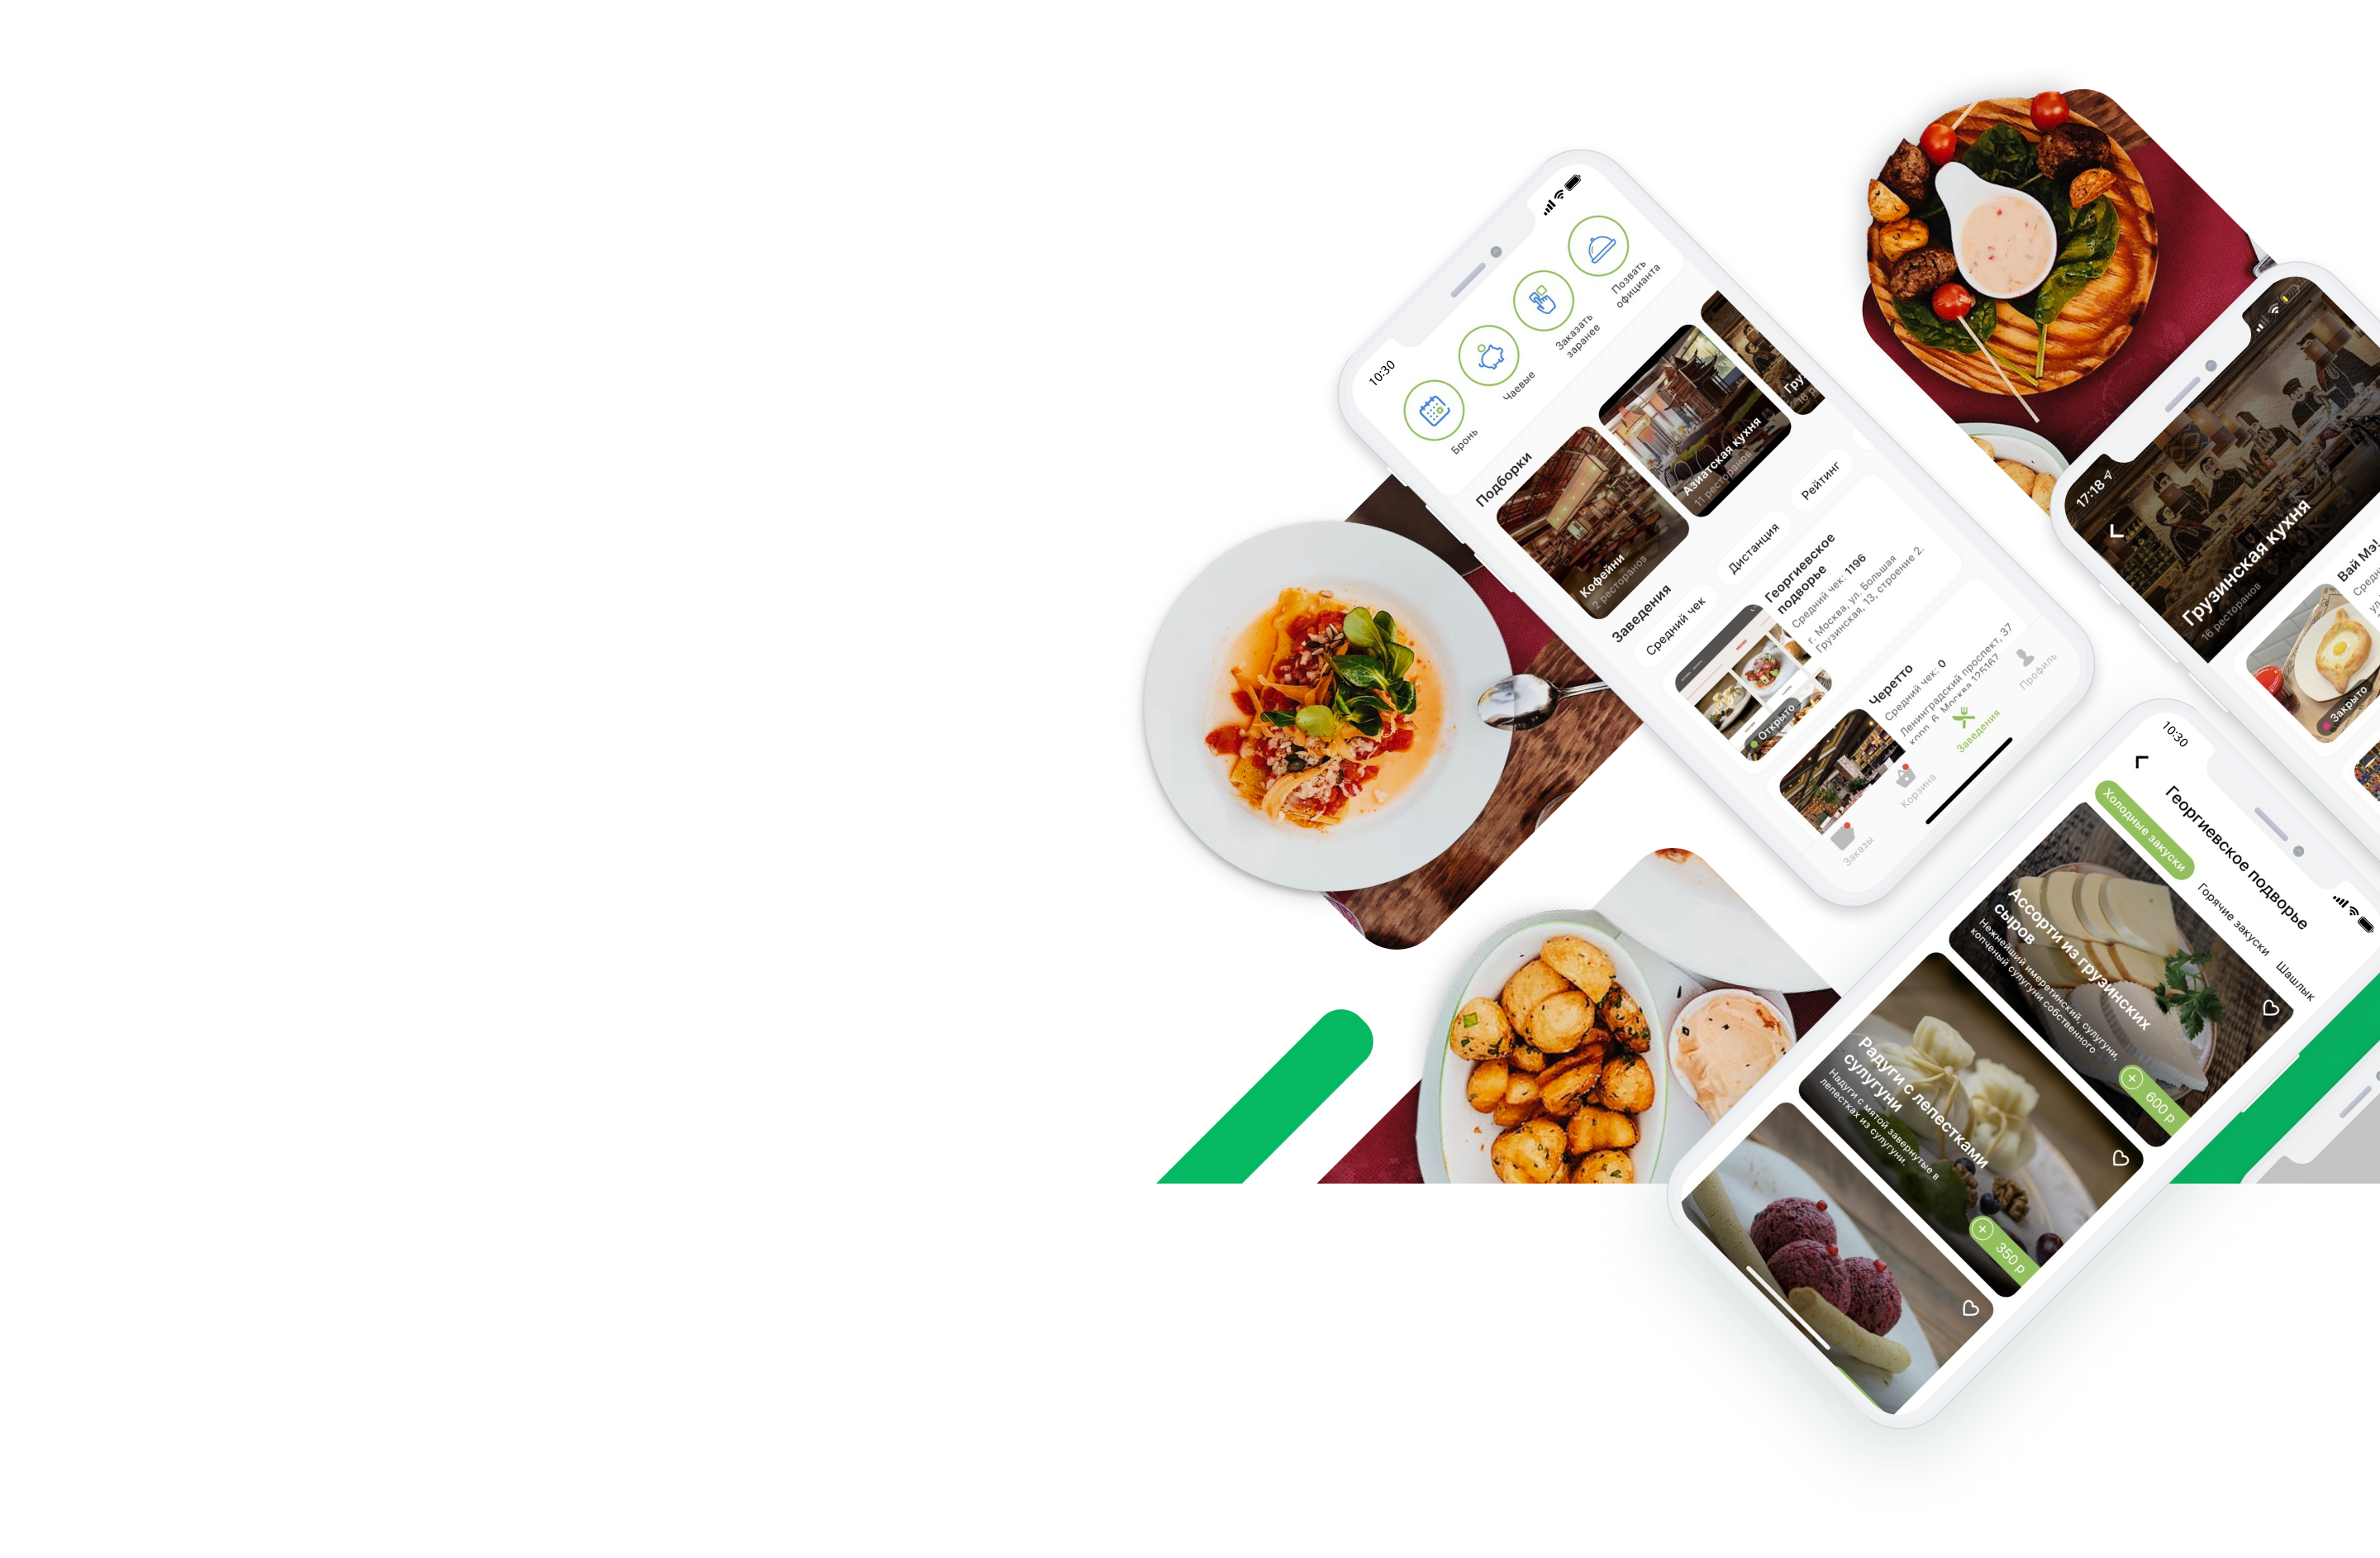 10:30
Бронь
Чаевые
Заказать
заранее
Позвать
официанта
Подборки
Кофейни
2 ресторанов
Азиатская кухня
11 ресторанов
Гру
16 р
Заведения
Средний чек
Дистанция
Рейтинг
Георгиевское
подворье
Средний чек: 1196
г. Москва, ул. Большая
Грузинская, 13, строение 2.
Открыто
Черетто
Средний чек: 0
Ленинградский проспект, 37
корп. 6, Москва 125167
Заказы
Корзина
Заведения
Профиль
17:18
Грузинская кухня
16 ресторанов
Вай Мэ!
Закрыто
10:30
Георгиевское подворье
Холодные закуски
Горячие закуски
Шашлык
Ассорти из грузинских
сыров
Нежнейший имеретинский, сулугуни,
копченый сулугуни собственного
600 р
Радуги с лепестками
сулугуни
Надуги с мятой завернутые в
лепестках из сулугуни.
350 р